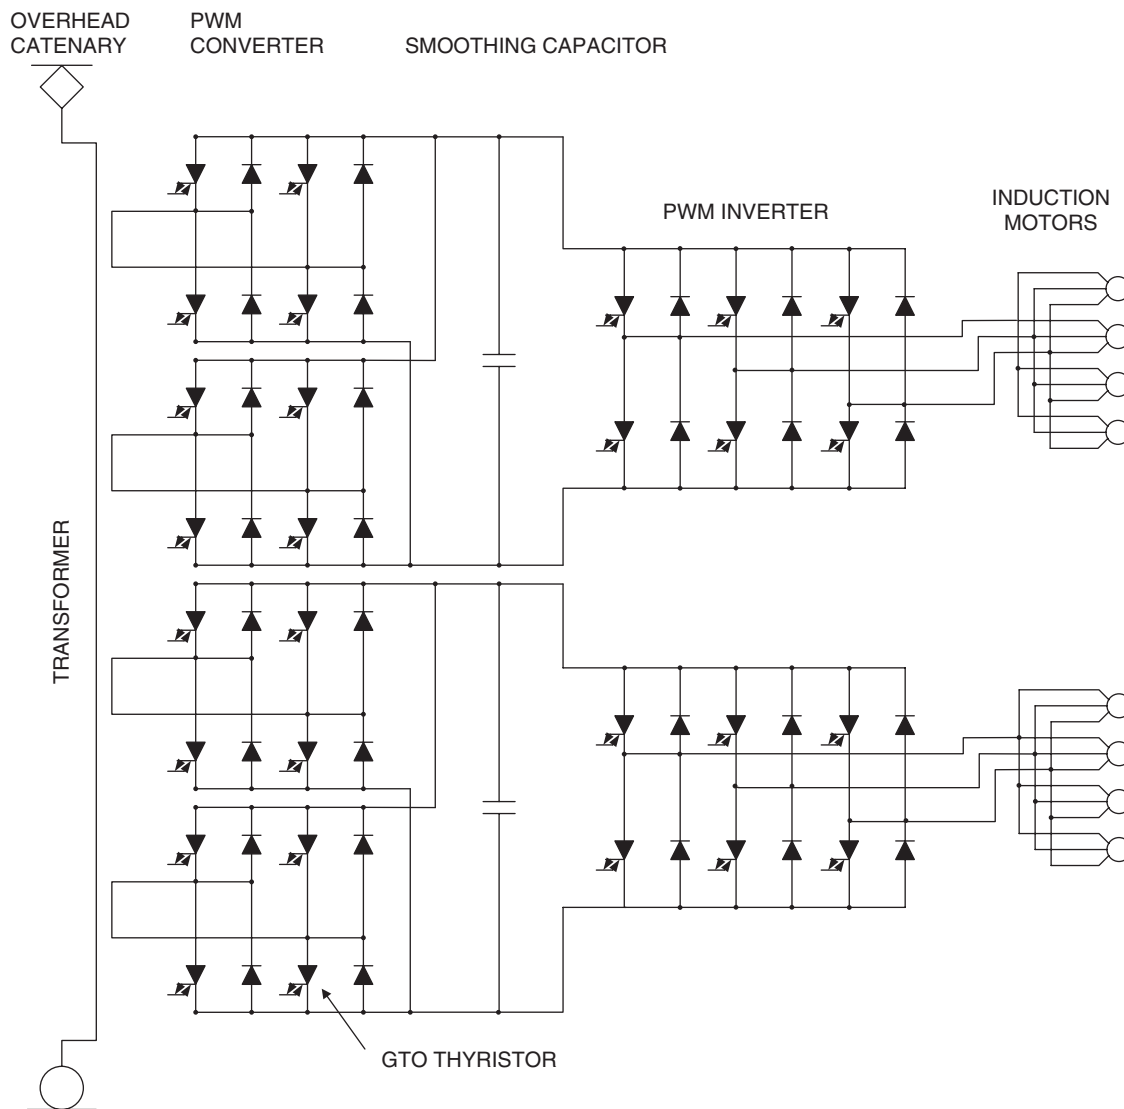 OVERHEAD
CATENARY
PWM
CONVERTER
SMOOTHING CAPACITOR
PWM INVERTER
INDUCTION
MOTORS
TRANSFORMER
GTO THYRISTOR